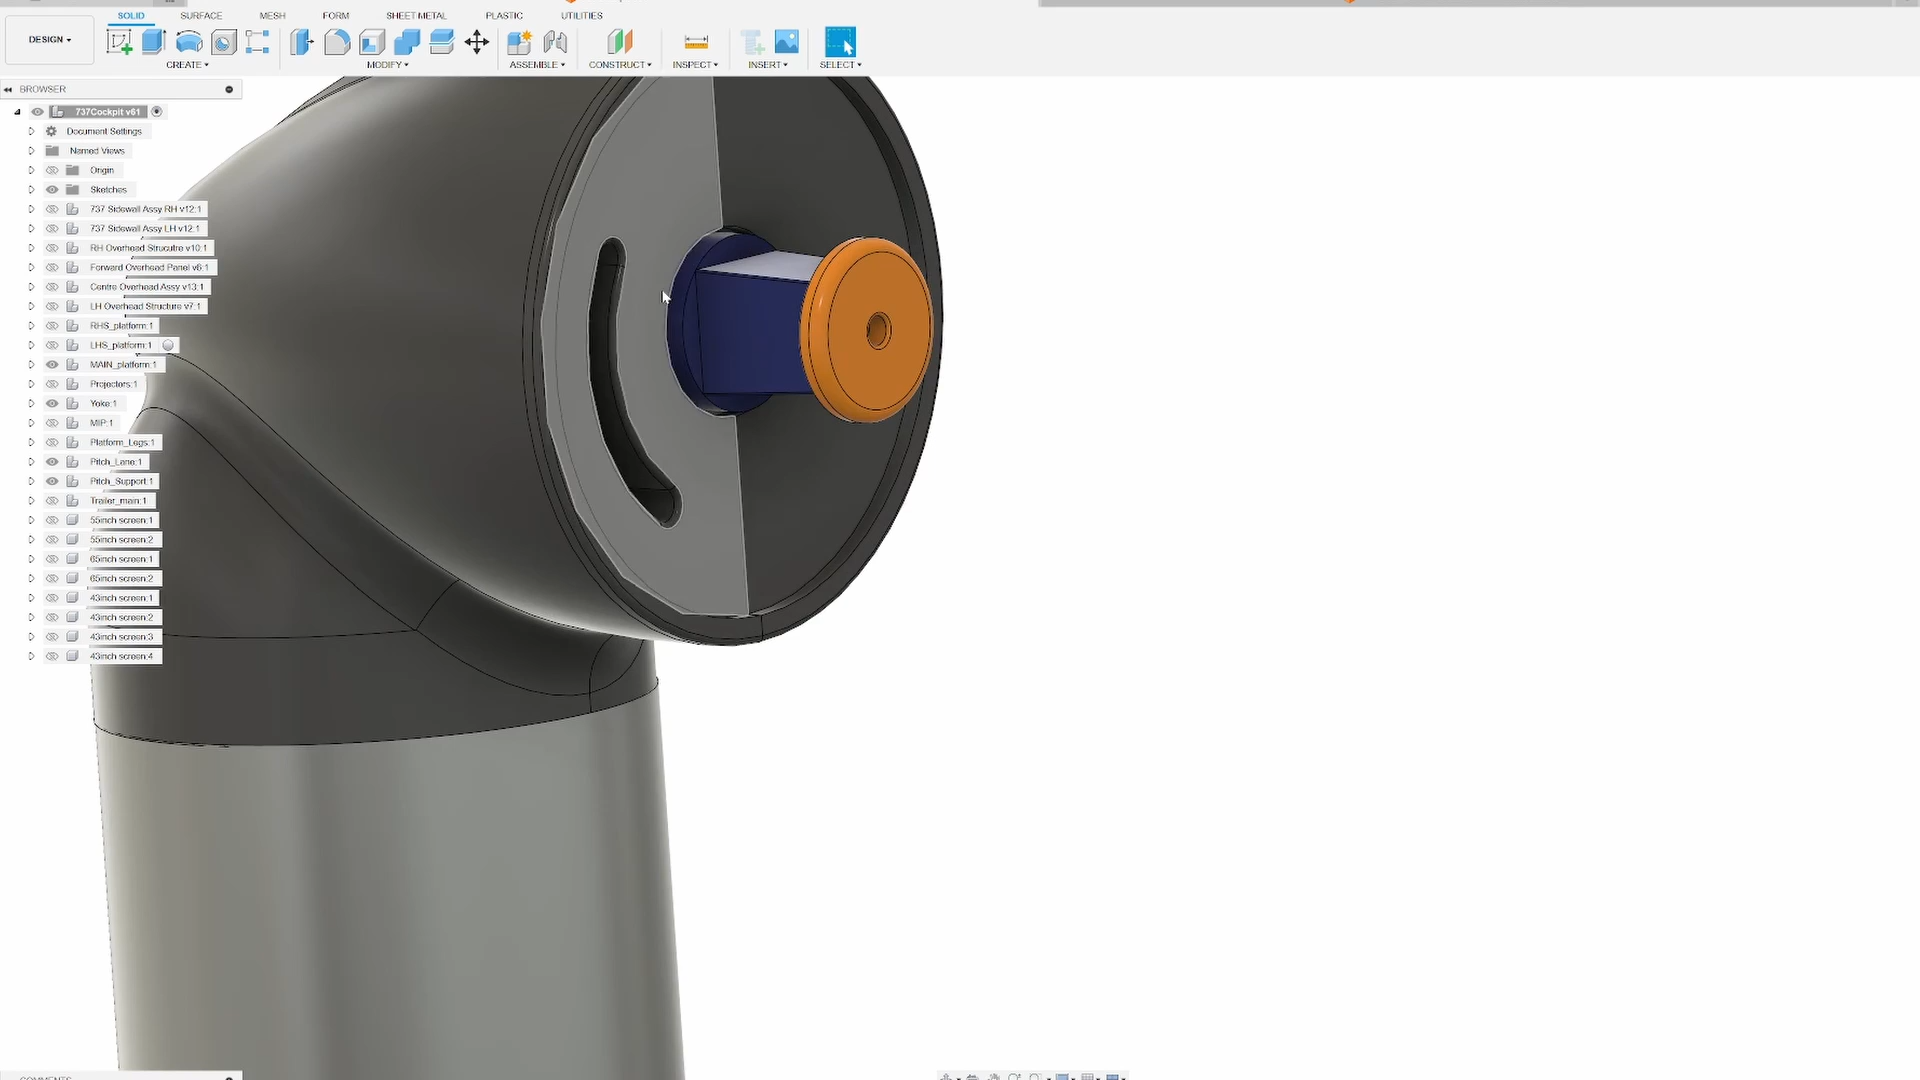 SOLID SURFACE MESH FORM SHEET METAL PLASTIC UTILITIES
DESIGN
CREATE MODIFY ASSEMBLE CONSTRUCT INSPECT INSERT SELECT
BROWSER
737Cockpit v61
Document Settings
Named Views
Origin
Sketches
737 Sidewall Assy RH v12:1
737 Sidewall Assy LH v12:1
RH Overhead Strucutre v10:1
Forward Overhead Panel v6:1
Centre Overhead Assy v13:1
LH Overhead Structure v7:1
RHS_platform:1
LHS_platform:1
MAIN_platform:1
Projectors:1
Yoke:1
MIP:1
Platform_Legs:1
Pitch_Lane:1
Pitch_Support:1
Trailer_main:1
55inch screen:1
55inch screen:2
65inch screen:1
65inch screen:2
43inch screen:1
43inch screen:2
43inch screen:3
43inch screen:4
COMMENTS